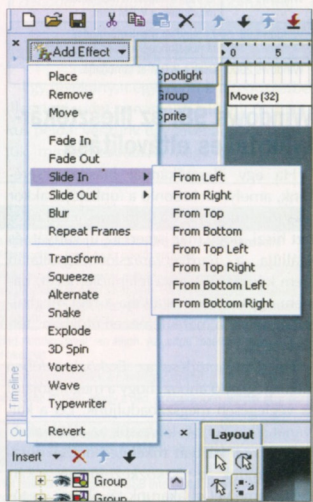 Add Effect
0 5
Place
Spotlight
Remove
Group
Move (32)
Move
Sprite
Fade In
Fade Out
Slide In
From Left
Slide Out
From Right
Blur
From Top
Repeat Frames
From Bottom
From Top Left
Transform
From Top Right
Squeeze
From Bottom Left
Alternate
From Bottom Right
Snake
Explode
3D Spin
Vortex
Wave
Typewriter
Timeline
Revert
Ou
Layout
Insert
Group
Group